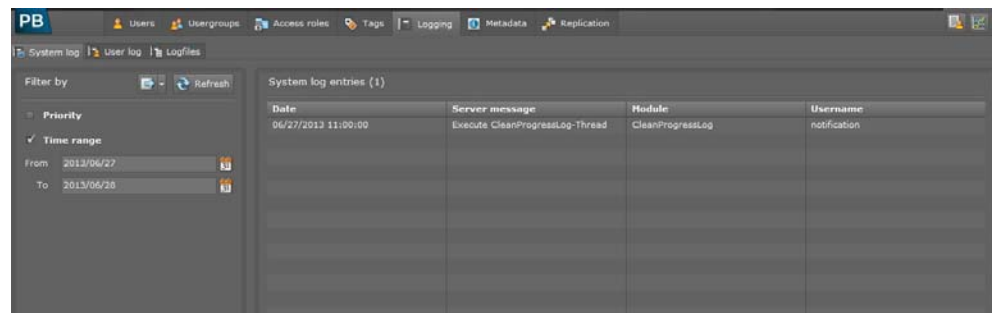 PB Users Usergroups Access roles Tags Logging Metadata Replication
System log User log Logfiles
Filter by Refresh
System log entries (1)
Priority
Time range
From 2013/06/27
To 2013/06/28
Date Server message Module Username
06/27/2013 11:00:00 Execute CleanProgressLog-Thread CleanProgressLog notification